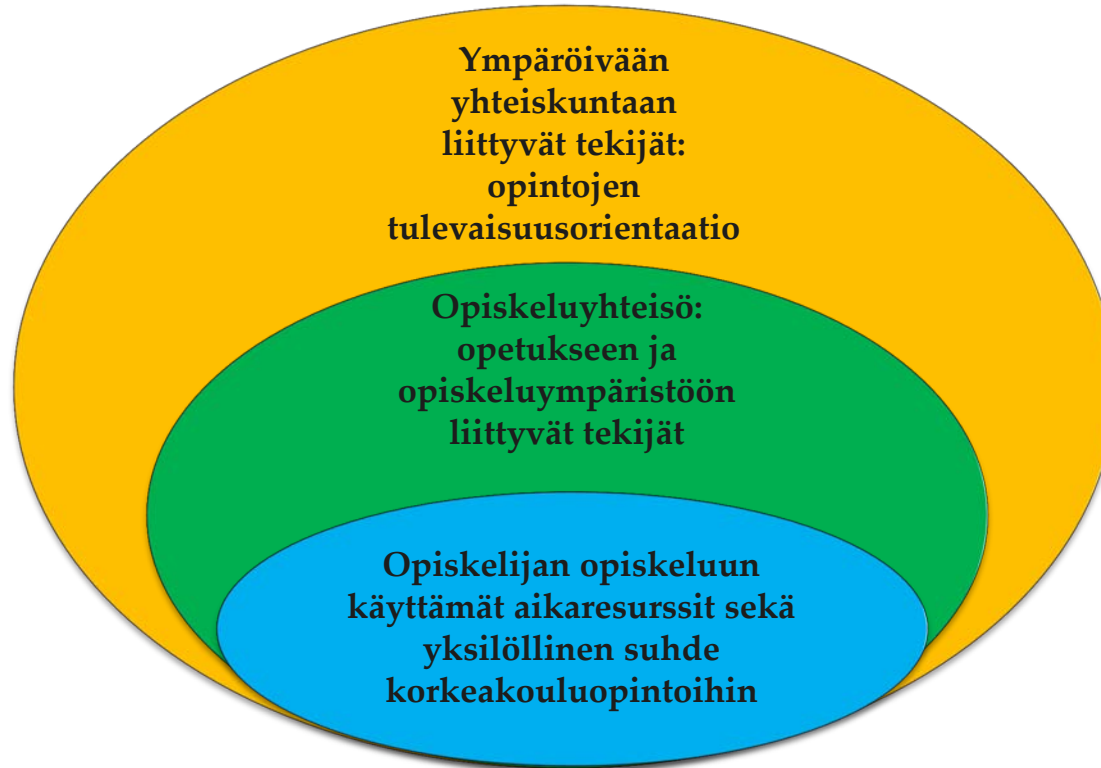 Ympäröivään
yhteiskuntaan
liittyvät tekijät:
opintojen
tulevaisuusorientaatio
Opiskeluyhteisö:
opetukseen ja
opiskeluympäristöön
liittyvät tekijät
Opiskelijan opiskeluun
käyttämät aikaresurssit sekä
yksilöllinen suhde
korkeakouluopintoihin